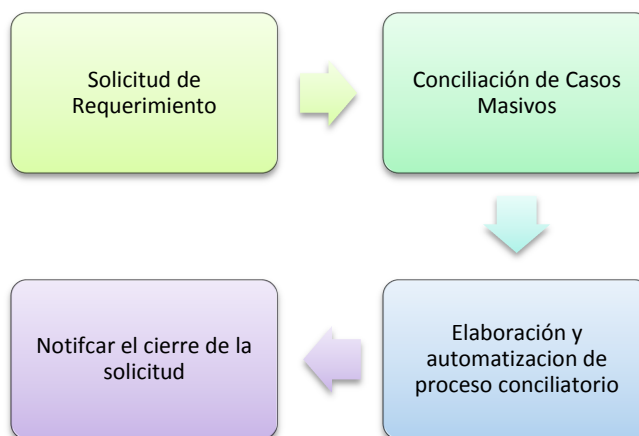 Solicitud de
Requerimiento
Conciliación de Casos
Masivos
Elaboración y
automatizacion de
proceso conciliatorio
Notifcar el cierre de la
solicitud